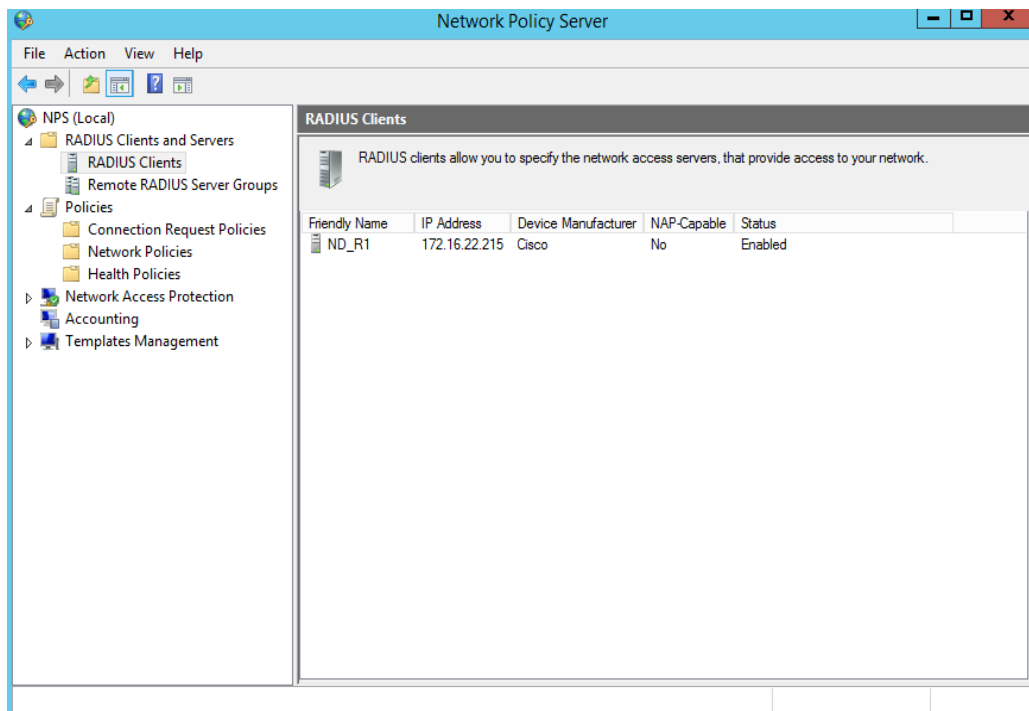 Network Policy Server
File Action View Help
NPS (Local)
RADIUS Clients and Servers
RADIUS Clients
Remote RADIUS Server Groups
Policies
Connection Request Policies
Network Policies
Health Policies
Network Access Protection
Accounting
Templates Management
RADIUS Clients
RADIUS clients allow you to specify the network access servers, that provide access to your network.
Friendly Name IP Address Device Manufacturer NAP-Capable Status
ND_R1 172.16.22.215 Cisco No Enabled